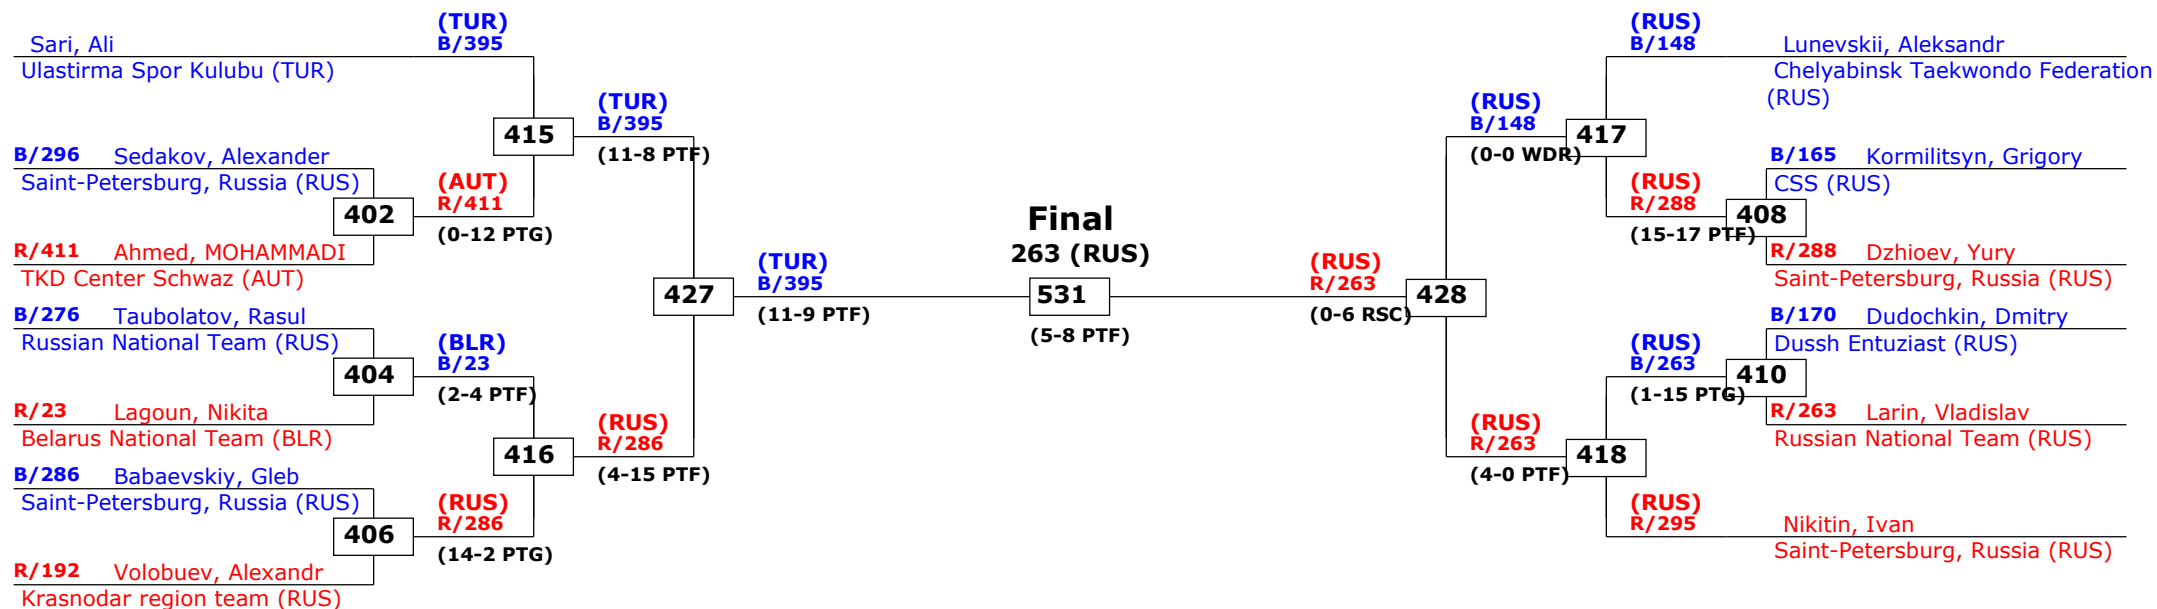 (TUR)
B/395
Sari, Ali
Ulastirma Spor Kulubu (TUR)
(TUR)
B/395
415
(11-8 PTF)
B/296 Sedakov, Alexander
Saint-Petersburg, Russia (RUS)
(AUT)
R/411
402
(0-12 PTG)
R/411 Ahmed, MOHAMMADI
TKD Center Schwaz (AUT)
(TUR)
B/395
427
(11-9 PTF)
B/276 Taubolatov, Rasul
Russian National Team (RUS)
(BLR)
B/23
404
(2-4 PTF)
R/23 Lagoun, Nikita
Belarus National Team (BLR)
(RUS)
R/286
416
(4-15 PTF)
B/286 Babaevskiy, Gleb
Saint-Petersburg, Russia (RUS)
(RUS)
R/286
406
(14-2 PTG)
R/192 Volobuev, Alexandr
Krasnodar region team (RUS)
Final
263 (RUS)
531
(5-8 PTF)
(RUS)
B/148
Lunevskii, Aleksandr
Chelyabinsk Taekwondo Federation
(RUS)
(RUS)
B/148
417
(0-0 WDR)
B/165 Kormilitsyn, Grigory
CSS (RUS)
(RUS)
R/288
408
(15-17 PTF)
R/288 Dzhioev, Yury
Saint-Petersburg, Russia (RUS)
(RUS)
R/263
428
(0-6 RSC)
B/170 Dudochkin, Dmitry
Dussh Entuziast (RUS)
(RUS)
B/263
410
(1-15 PTG)
R/263 Larin, Vladislav
Russian National Team (RUS)
(RUS)
R/263
418
(4-0 PTF)
(RUS)
R/295
Nikitin, Ivan
Saint-Petersburg, Russia (RUS)